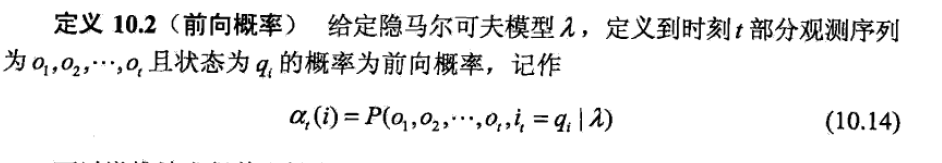 定义 10.2（前向概率） 给定隐马尔可夫模型 λ，定义到时刻 t 部分观测序列
为 o₁,o₂,⋯,oₜ 且状态为 qᵢ 的概率为前向概率，记作
αₜ(i) = P(o₁,o₂,⋯,oₜ,iₜ = qᵢ | λ) (10.14)